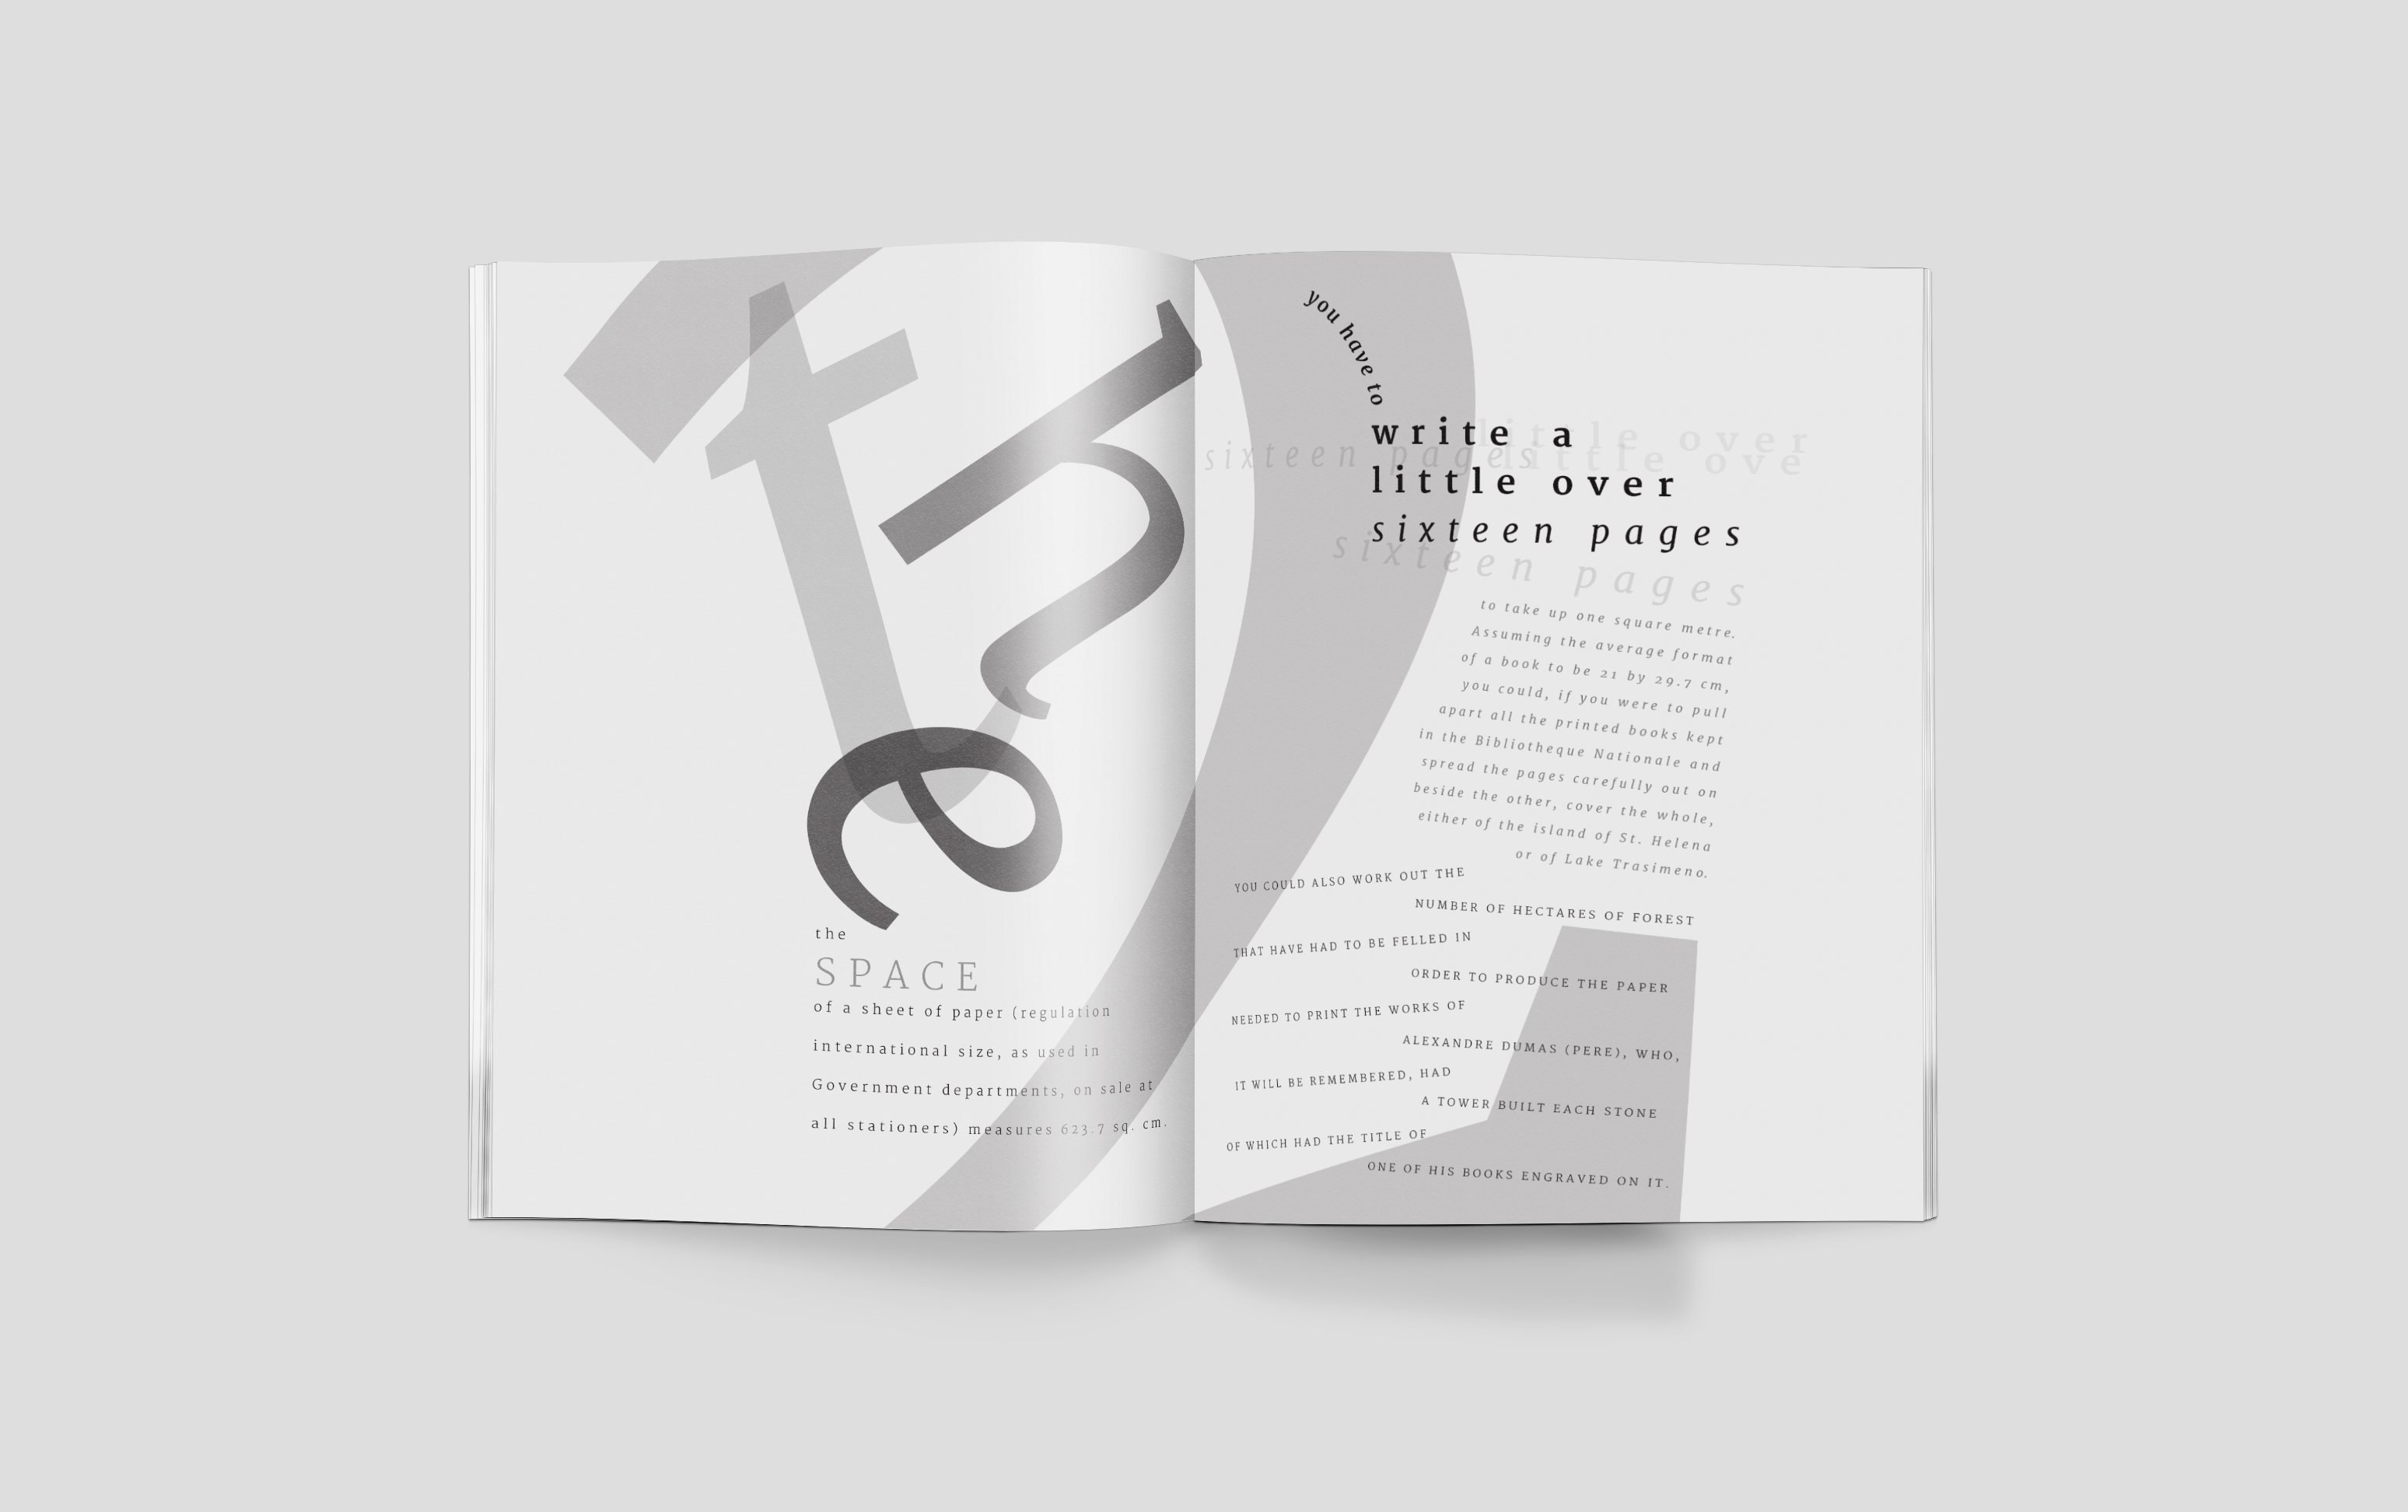 the
the
SPACE
of a sheet of paper (regulation
international size, as used in
Government departments, on sale at
all stationers) measures 623.7 sq. cm.
you have to
write a
little over
little over
sixteen pages
little ove
little over
sixteen pages
sixteen pages
to take up one square metre.
Assuming the average format
of a book to be 21 by 29.7 cm,
you could, if you were to pull
apart all the printed books kept
in the Bibliotheque Nationale and
spread the pages carefully out on
beside the other, cover the whole,
either of the island of St. Helena
or of Lake Trasimeno.
YOU COULD ALSO WORK OUT THE
NUMBER OF HECTARES OF FOREST
THAT HAVE HAD TO BE FELLED IN
ORDER TO PRODUCE THE PAPER
NEEDED TO PRINT THE WORKS OF
ALEXANDRE DUMAS (PERE), WHO,
IT WILL BE REMEMBERED, HAD
A TOWER BUILT EACH STONE
OF WHICH HAD THE TITLE OF
ONE OF HIS BOOKS ENGRAVED ON IT.